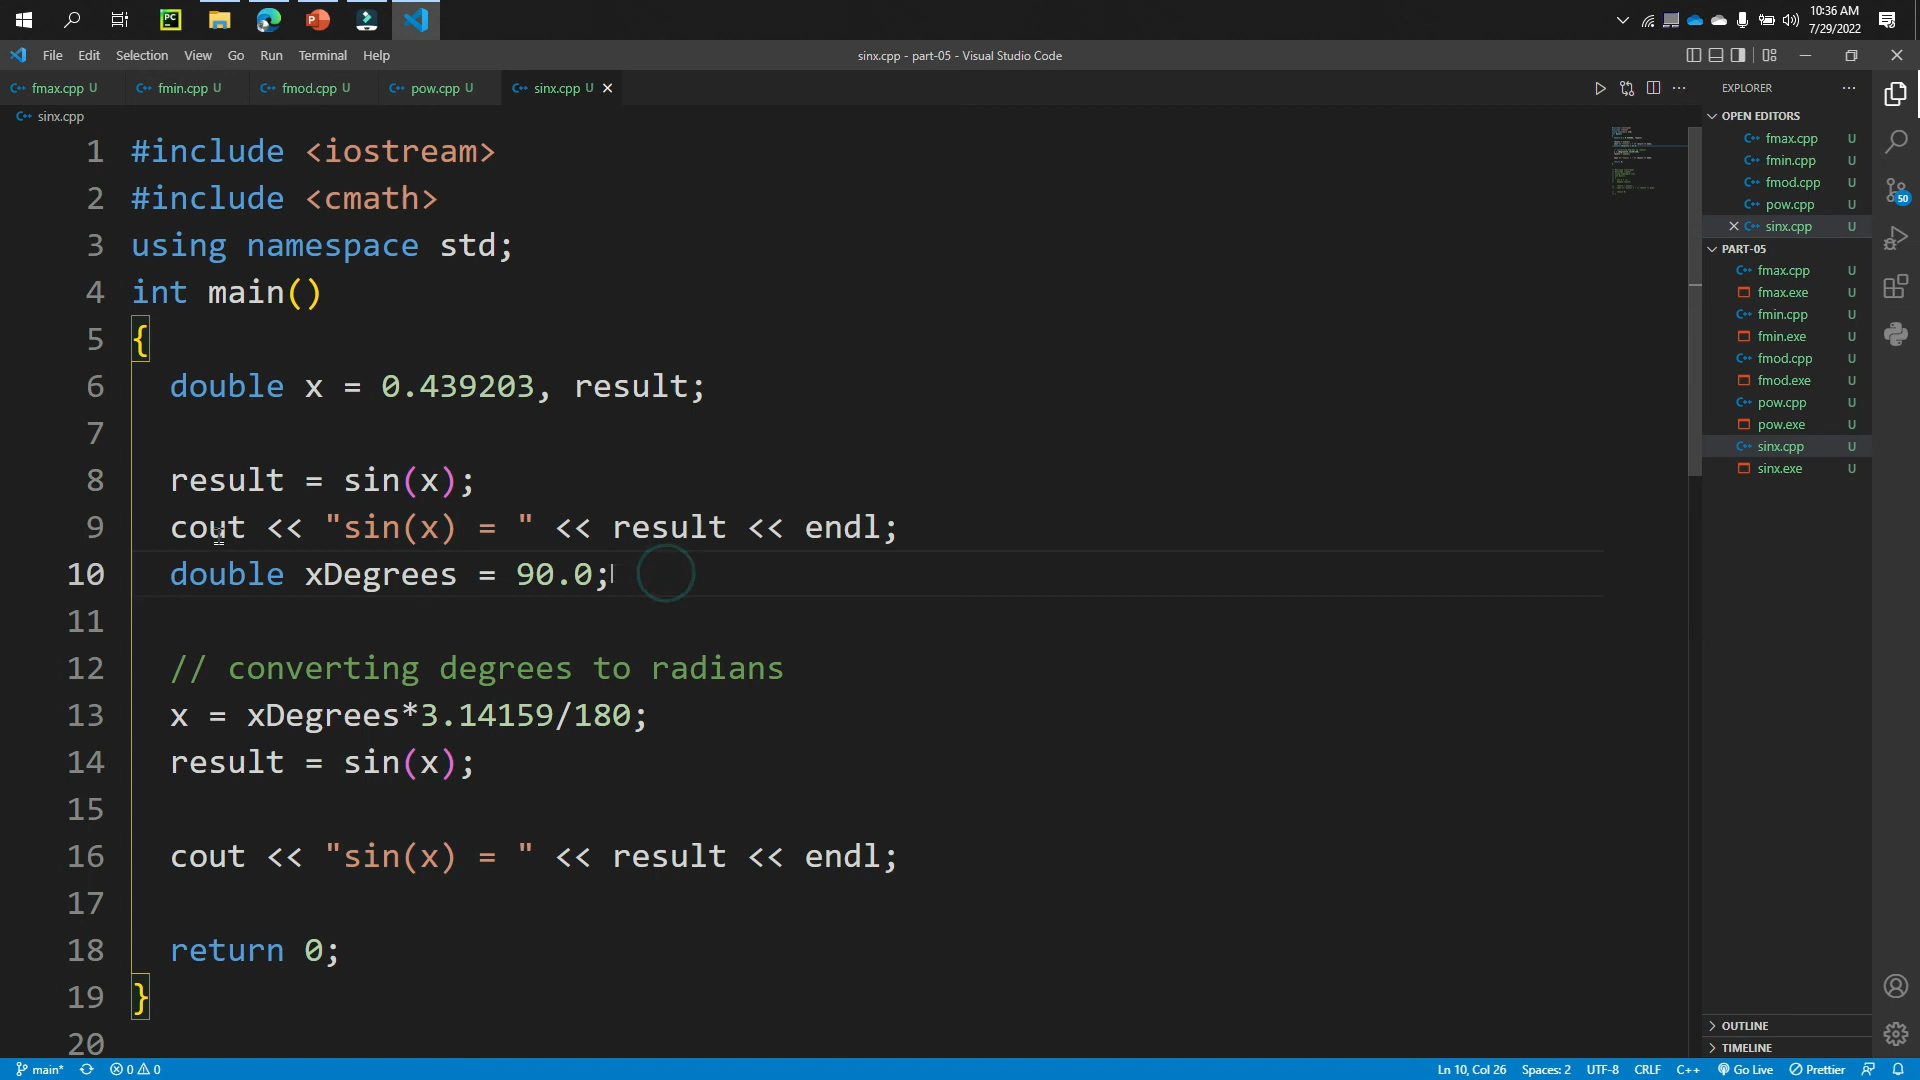 10:36 AM
7/29/2022
File Edit Selection View Go Run Terminal Help
sinx.cpp - part-05 - Visual Studio Code
fmax.cpp U fmin.cpp U fmod.cpp U pow.cpp U sinx.cpp U
sinx.cpp
1 #include <iostream>
2 #include <cmath>
3 using namespace std;
4 int main()
5 {
6 double x = 0.439203, result;
7
8 result = sin(x);
9 cout << "sin(x) = " << result << endl;
10 double xDegrees = 90.0;
11
12 // converting degrees to radians
13 x = xDegrees*3.14159/180;
14 result = sin(x);
15
16 cout << "sin(x) = " << result << endl;
17
18 return 0;
19 }
20
EXPLORER
OPEN EDITORS
fmax.cpp U
fmin.cpp U
fmod.cpp U
pow.cpp U
sinx.cpp U
PART-05
fmax.cpp U
fmax.exe U
fmin.cpp U
fmin.exe U
fmod.cpp U
fmod.exe U
pow.cpp U
pow.exe U
sinx.cpp U
sinx.exe U
OUTLINE
TIMELINE
50
main* 0 0
Ln 10, Col 26 Spaces: 2 UTF-8 CRLF C++ Go Live Prettier